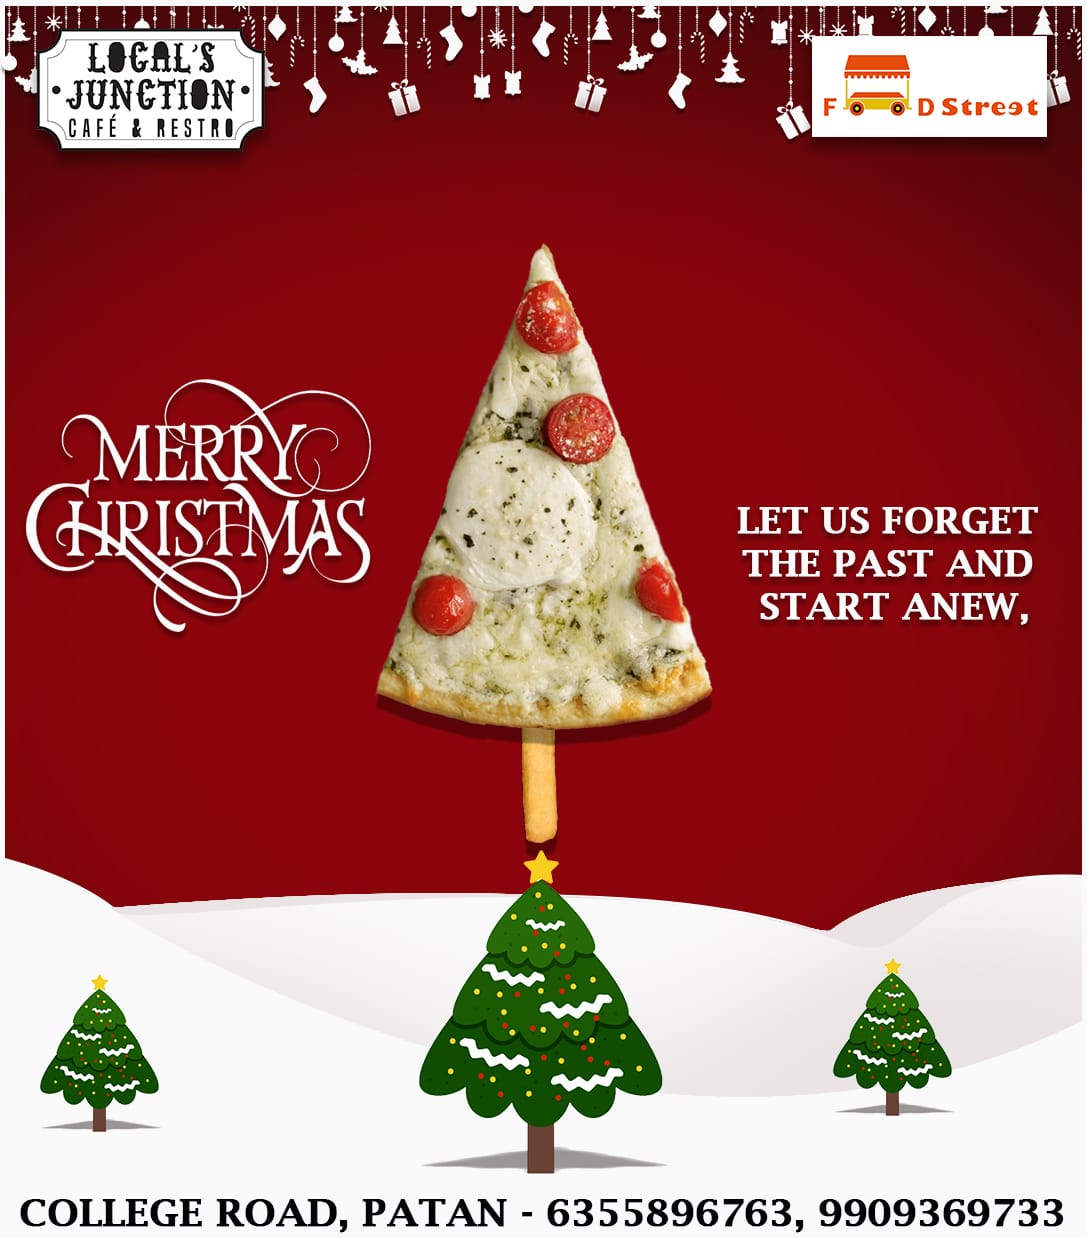 LOCAL'S
JUNCTION
CAFÉ & RESTRO
F D Street
MERRY
CHRISTMAS
LET US FORGET
THE PAST AND
START ANEW,
COLLEGE ROAD, PATAN - 6355896763, 9909369733